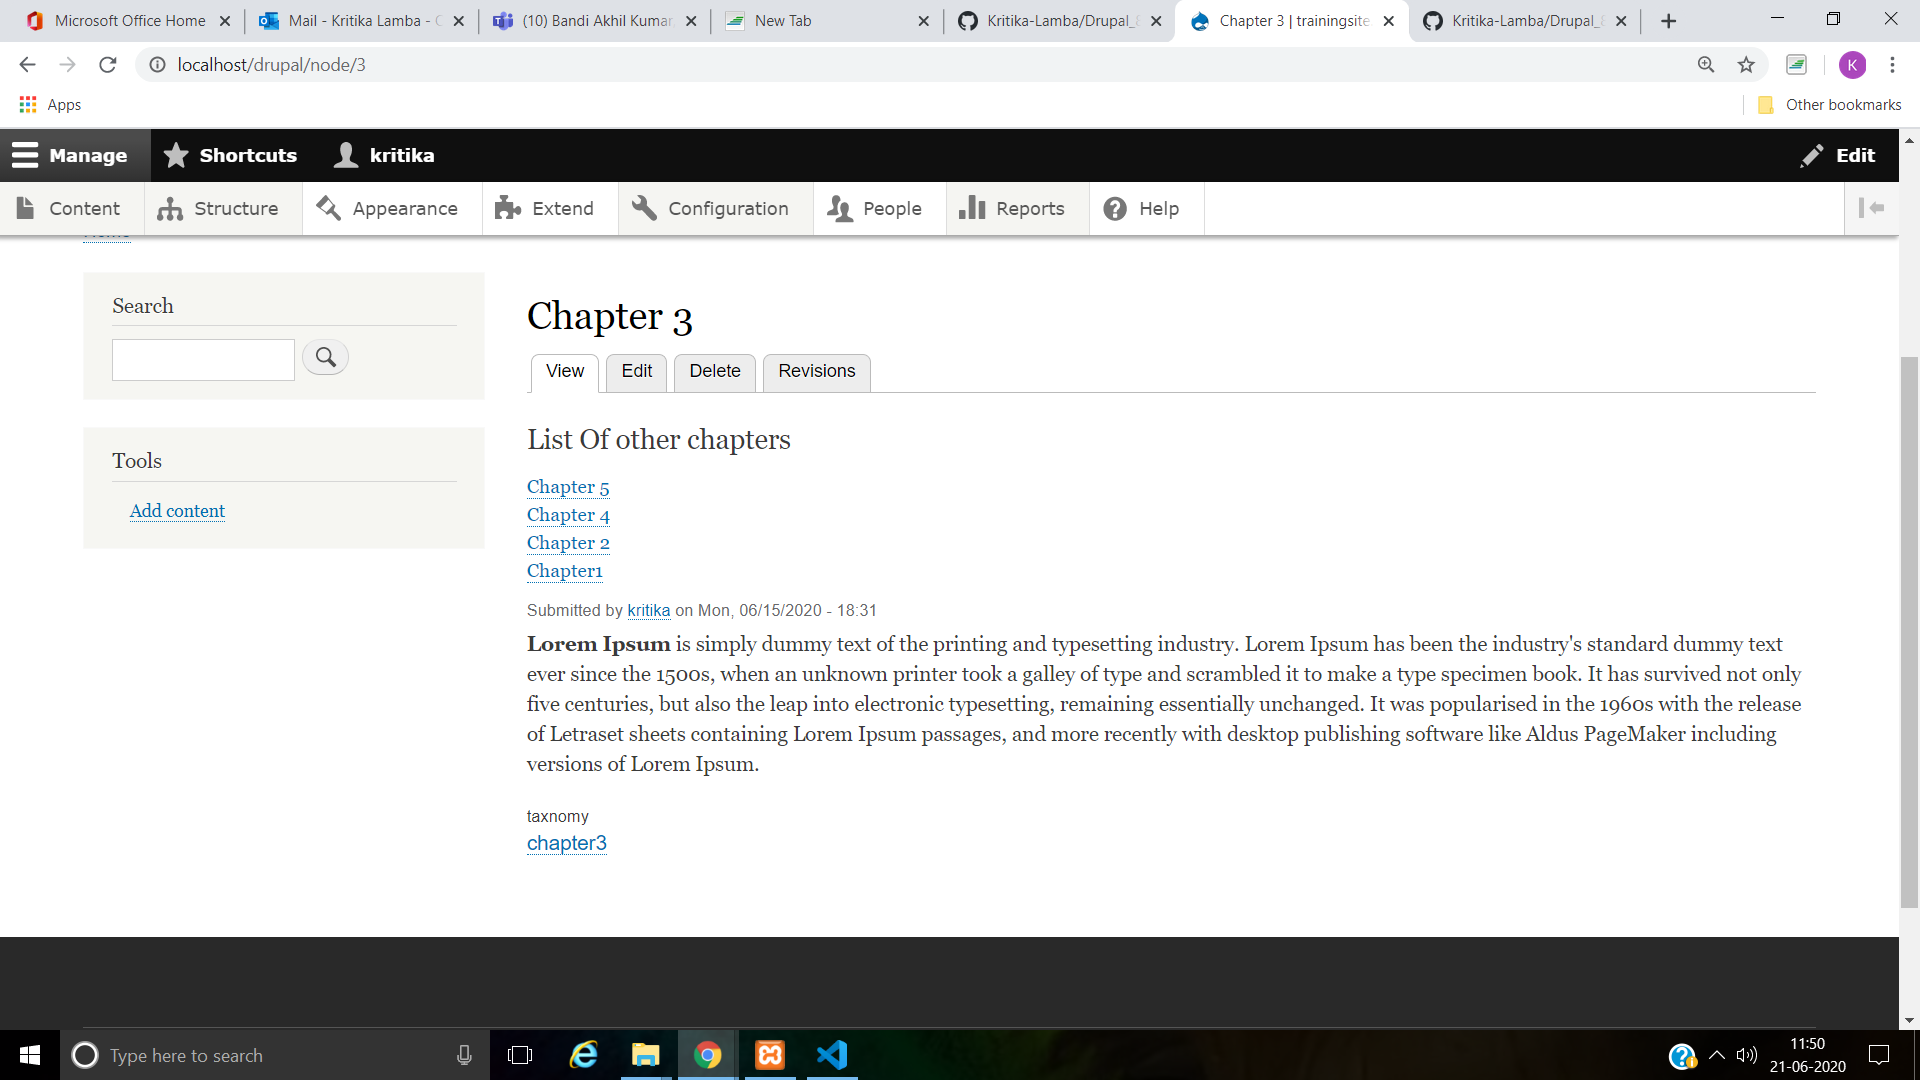 Microsoft Office Home
Mail - Kritika Lamba -
(10) Bandi Akhil Kumar,
New Tab
Kritika-Lamba/Drupal_
Chapter 3 | trainingsite
Kritika-Lamba/Drupal_
localhost/drupal/node/3
K
Apps
Other bookmarks
Manage
Shortcuts
kritika
Edit
Content
Structure
Appearance
Extend
Configuration
People
Reports
Help
Search
Chapter 3
View
Edit
Delete
Revisions
List Of other chapters
Tools
Chapter 5
Add content
Chapter 4
Chapter 2
Chapter1
Submitted by kritika on Mon, 06/15/2020 - 18:31
Lorem Ipsum is simply dummy text of the printing and typesetting industry. Lorem Ipsum has been the industry's standard dummy text
ever since the 1500s, when an unknown printer took a galley of type and scrambled it to make a type specimen book. It has survived not only
five centuries, but also the leap into electronic typesetting, remaining essentially unchanged. It was popularised in the 1960s with the release
of Letraset sheets containing Lorem Ipsum passages, and more recently with desktop publishing software like Aldus PageMaker including
versions of Lorem Ipsum.
taxnomy
chapter3
Type here to search
11:50
21-06-2020